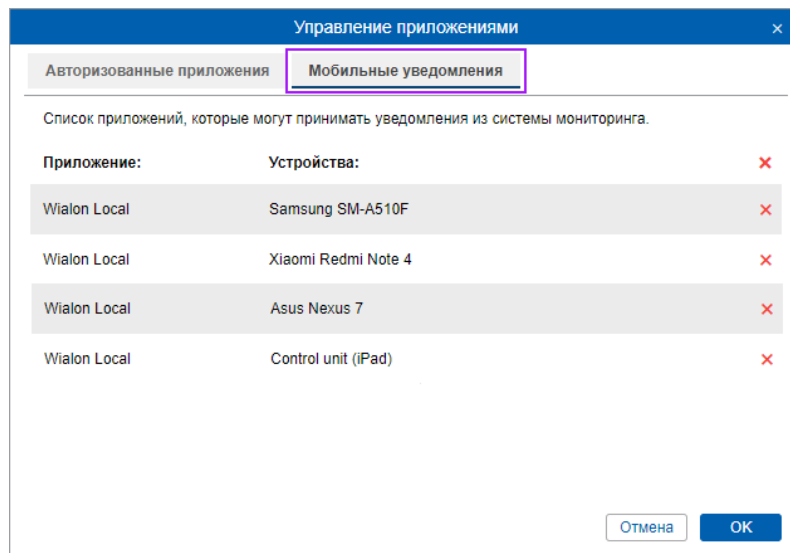 Управление приложениями
Авторизованные приложения Мобильные уведомления
Список приложений, которые могут принимать уведомления из системы мониторинга.
Приложение: Устройства:
Wialon Local Samsung SM-A510F
Wialon Local Xiaomi Redmi Note 4
Wialon Local Asus Nexus 7
Wialon Local Control unit (iPad)
Отмена OK